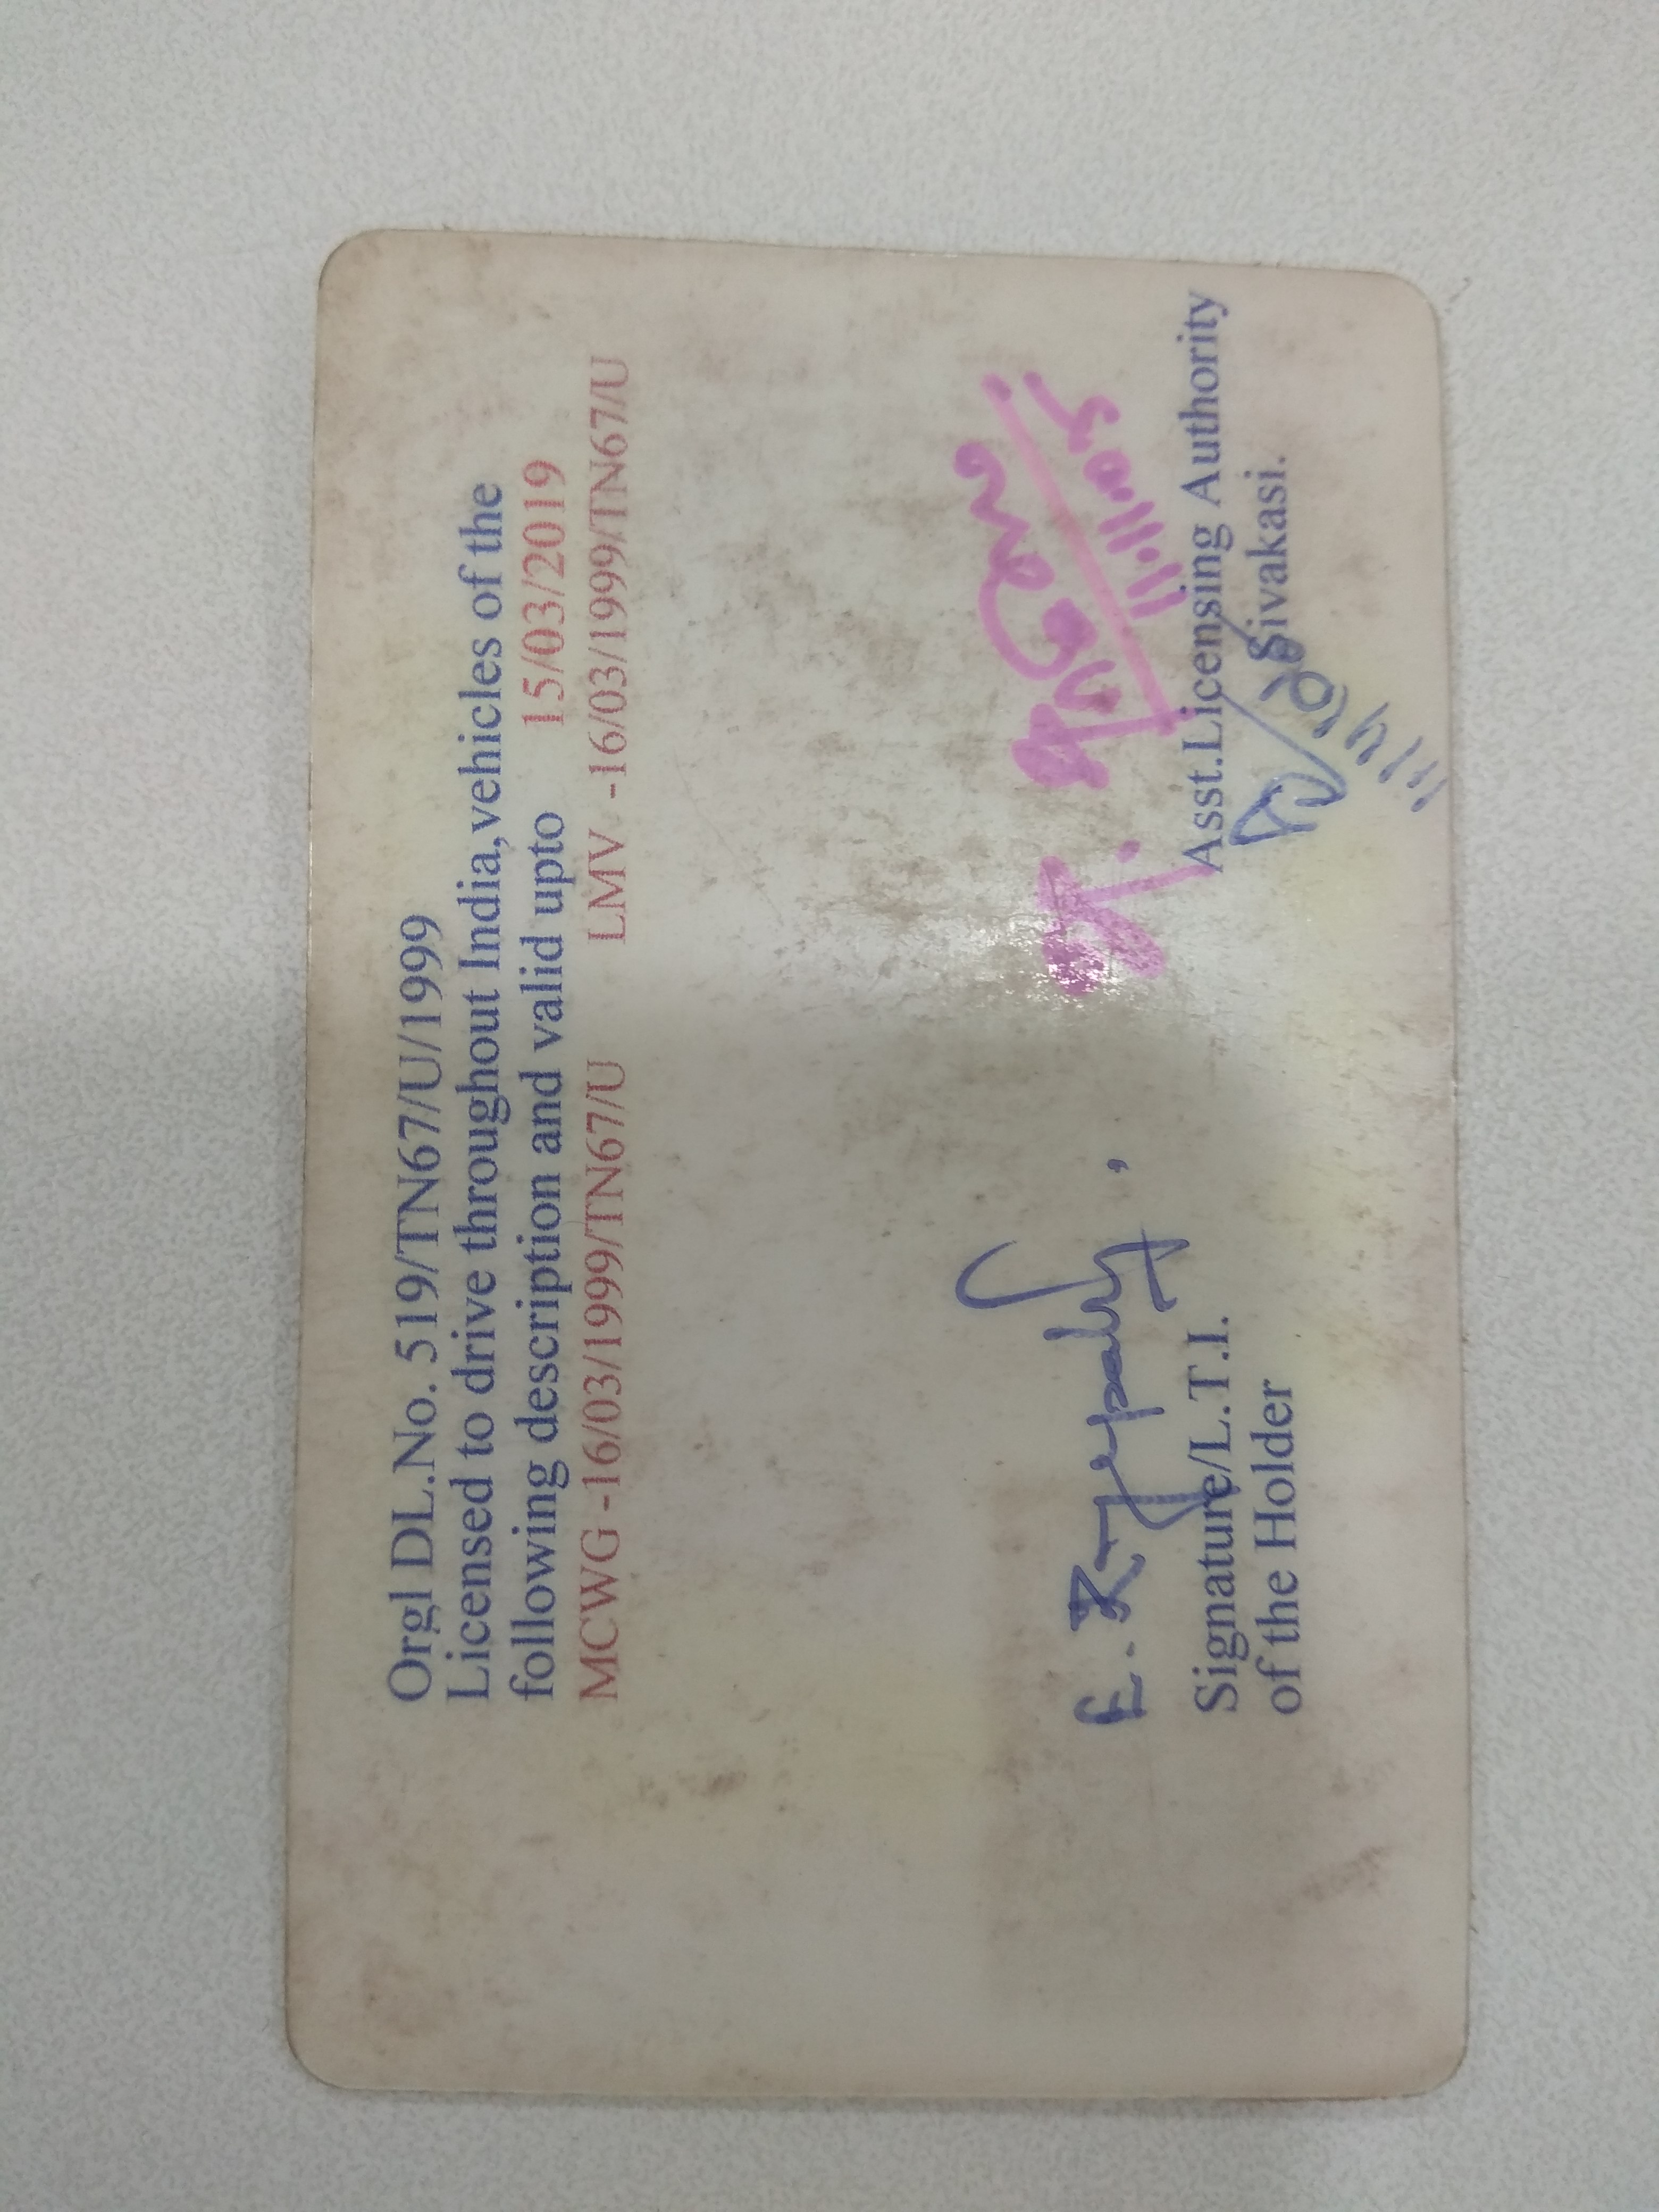 Orgl DL.No. 519/TN67/U/1999
Licensed to drive throughout India,vehicles of the
following description and valid upto 15/03/2019
MCWG -16/03/1999/TN67/U LMV -16/03/1999/TN67/U
Signature/L.T.I.
of the Holder
Asst.Licensing Authority
Sivakasi.